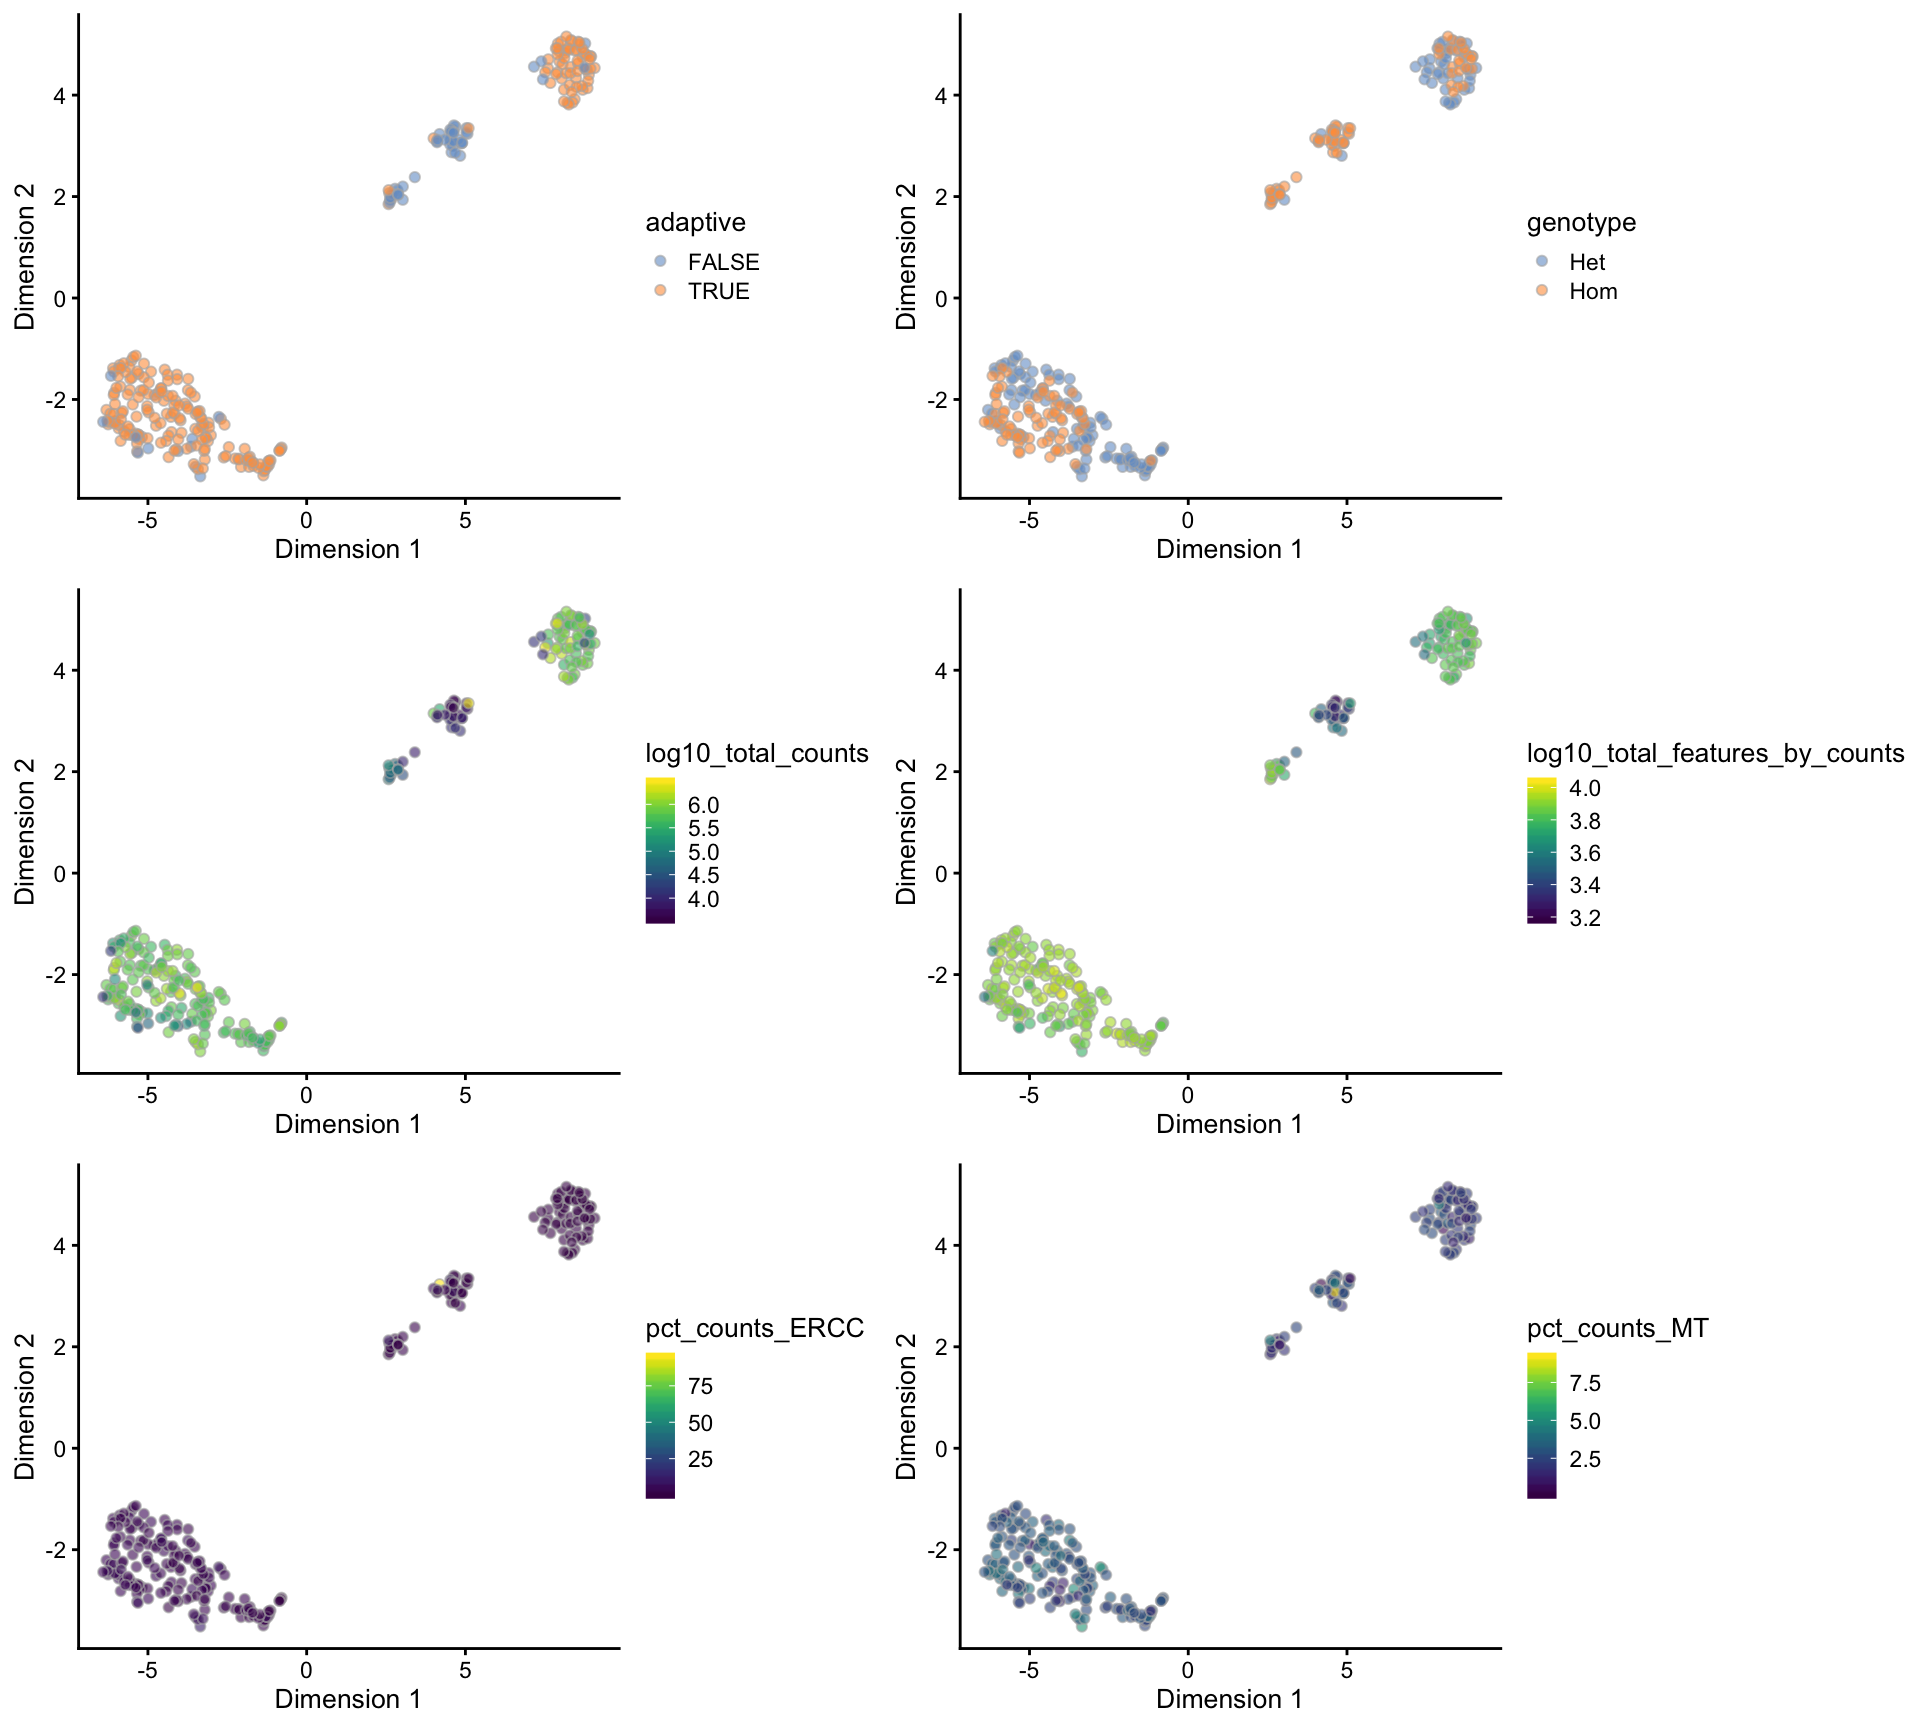 4
2
0
-2
-5 0 5
Dimension 1
Dimension 2
adaptive
FALSE
TRUE
4
2
0
-2
-5 0 5
Dimension 1
Dimension 2
genotype
Het
Hom
4
2
0
-2
-5 0 5
Dimension 1
Dimension 2
log10_total_counts
6.0
5.5
5.0
4.5
4.0
4
2
0
-2
-5 0 5
Dimension 1
Dimension 2
log10_total_features_by_counts
4.0
3.8
3.6
3.4
3.2
4
2
0
-2
-5 0 5
Dimension 1
Dimension 2
pct_counts_ERCC
75
50
25
4
2
0
-2
-5 0 5
Dimension 1
Dimension 2
pct_counts_MT
7.5
5.0
2.5